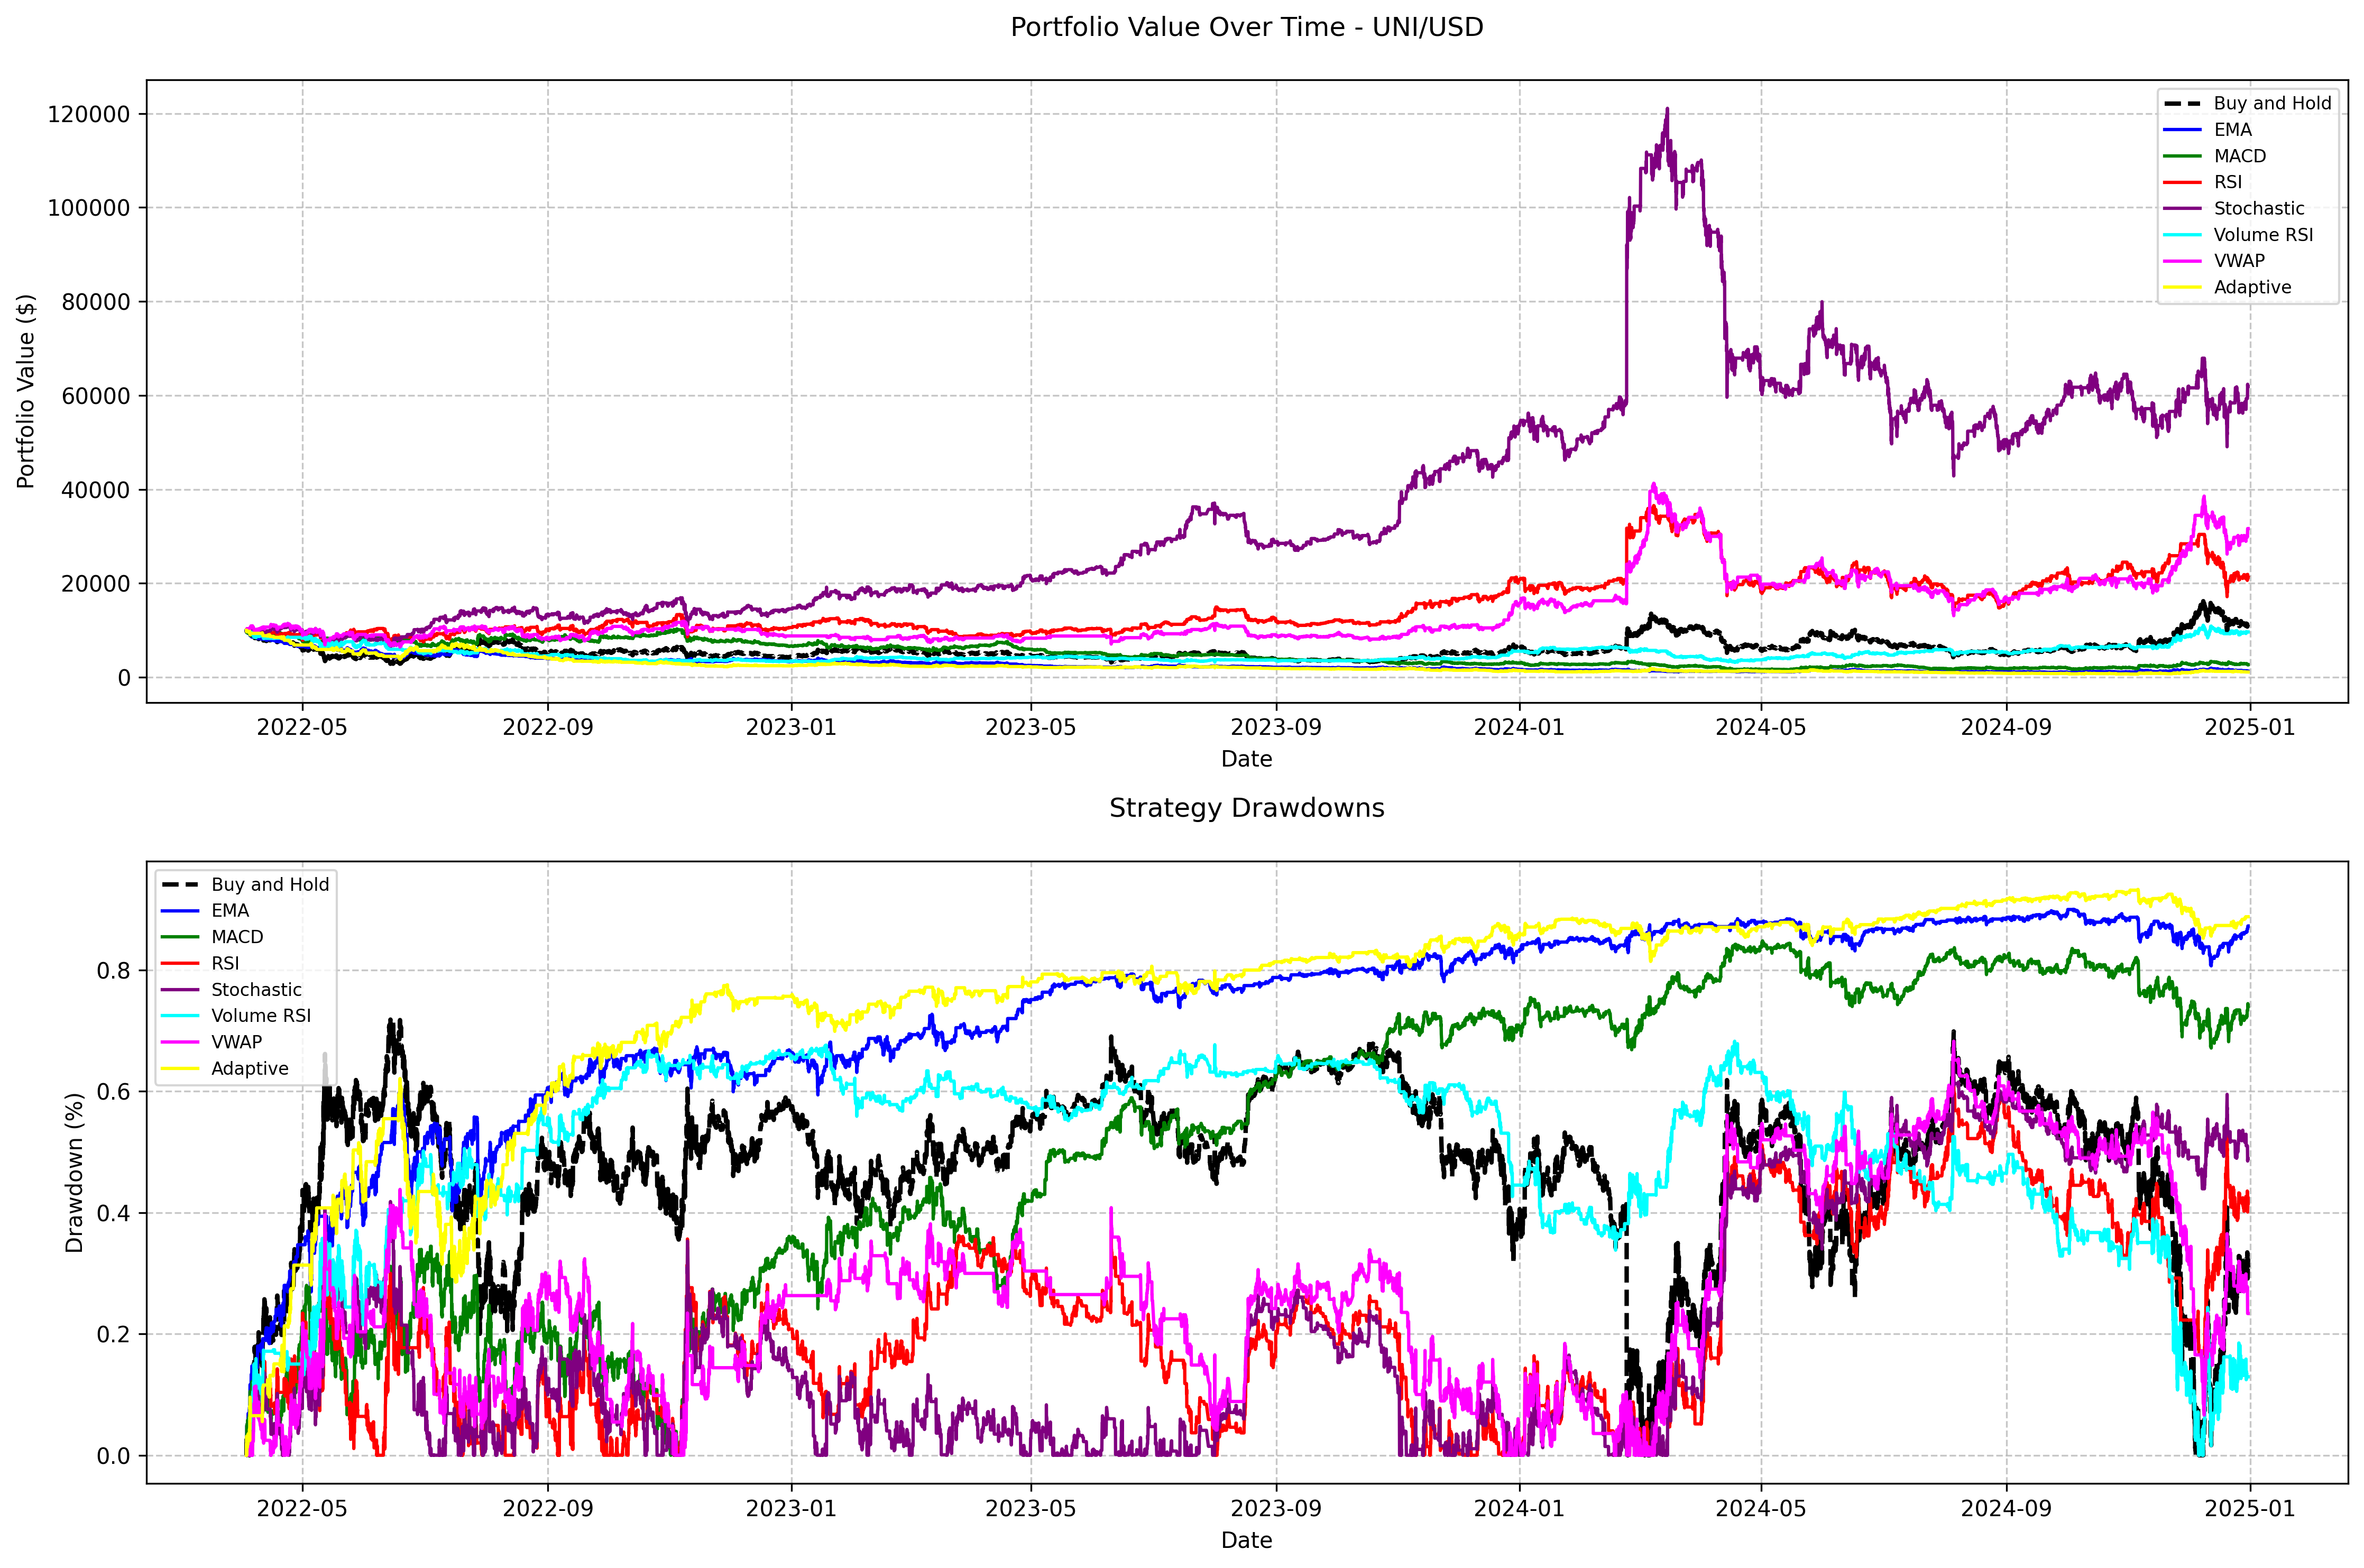 Portfolio Value Over Time - UNI/USD
Portfolio Value ($)
120000
100000
80000
60000
40000
20000
0
Buy and Hold
EMA
MACD
RSI
Stochastic
Volume RSI
VWAP
Adaptive
2022-05 2022-09 2023-01 2023-05 2023-09 2024-01 2024-05 2024-09 2025-01
Date
Strategy Drawdowns
Drawdown (%)
0.8
0.6
0.4
0.2
0.0
Buy and Hold
EMA
MACD
RSI
Stochastic
Volume RSI
VWAP
Adaptive
2022-05 2022-09 2023-01 2023-05 2023-09 2024-01 2024-05 2024-09 2025-01
Date